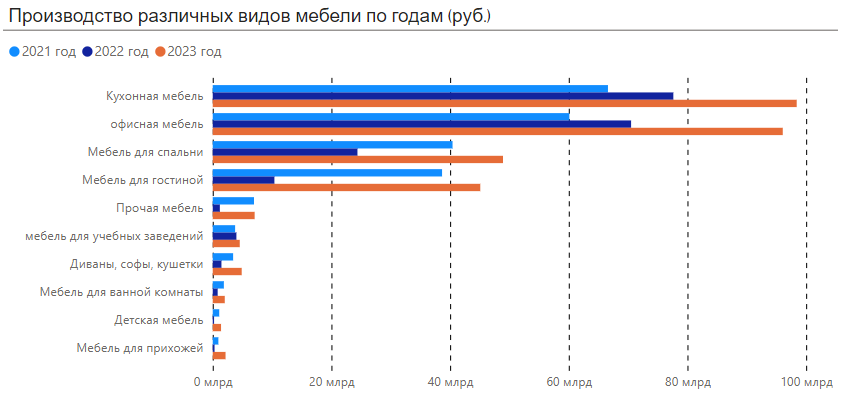 Производство различных видов мебели по годам (руб.)
2021 год 2022 год 2023 год
Кухонная мебель
офисная мебель
Мебель для спальни
Мебель для гостиной
Прочая мебель
мебель для учебных заведений
Диваны, софы, кушетки
Мебель для ванной комнаты
Детская мебель
Мебель для прихожей
0 млрд 20 млрд 40 млрд 60 млрд 80 млрд 100 млрд